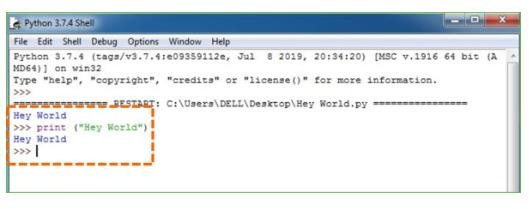 Python 3.7.4 Shell
File Edit Shell Debug Options Window Help
Python 3.7.4 (tags/v3.7.4:e09359112e, Jul 8 2019, 20:34:20) [MSC v.1916 64 bit (A
MD64)] on win32
Type "help", "copyright", "credits" or "license()" for more information.
>>>
================ RESTART: C:\Users\DELL\Desktop\Hey World.py ================
Hey World
>>> print ("Hey World")
Hey World
>>>